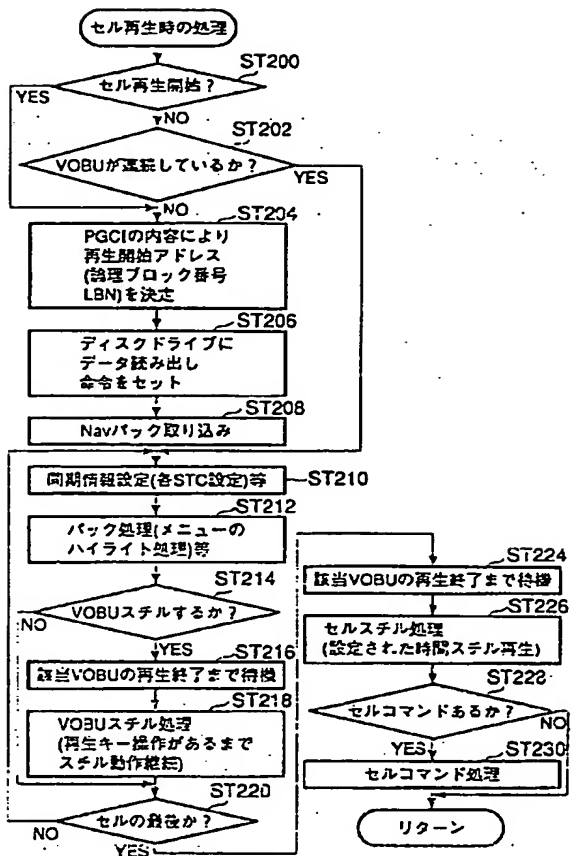 セル再生時の処理
ST200
セル再生開始?
YES
NO
ST202
VOBUが連続しているか?
YES
NO
ST204
PGCIの内容により
再生開始アドレス
(論理ブロック番号
LBN)を決定
ST206
ディスクドライブに
データ読み出し
命令をセット
ST208
Navパック取り込み
同期情報設定(各STC設定)等
ST210
ST212
パック処理(メニューの
ハイライト処理)等
ST214
VOBUスチルするか?
NO
YES
ST216
該当VOBUの再生終了まで待機
ST218
VOBUスチル処理
(再生キー操作があるまで
スチル動作継続)
ST220
セルの最後か?
NO
YES
ST224
該当VOBUの再生終了まで待機
ST226
セルスチル処理
(設定された時間スチル再生)
ST228
セルコマンドあるか?
NO
YES
ST230
セルコマンド処理
リターン